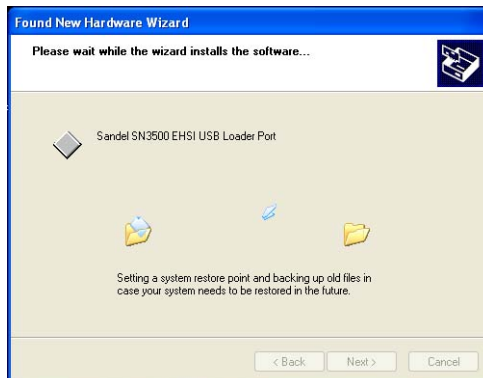 Found New Hardware Wizard
Please wait while the wizard installs the software...
Sandel SN3500 EHSI USB Loader Port
Setting a system restore point and backing up old files in
case your system needs to be restored in the future.
< Back Next > Cancel